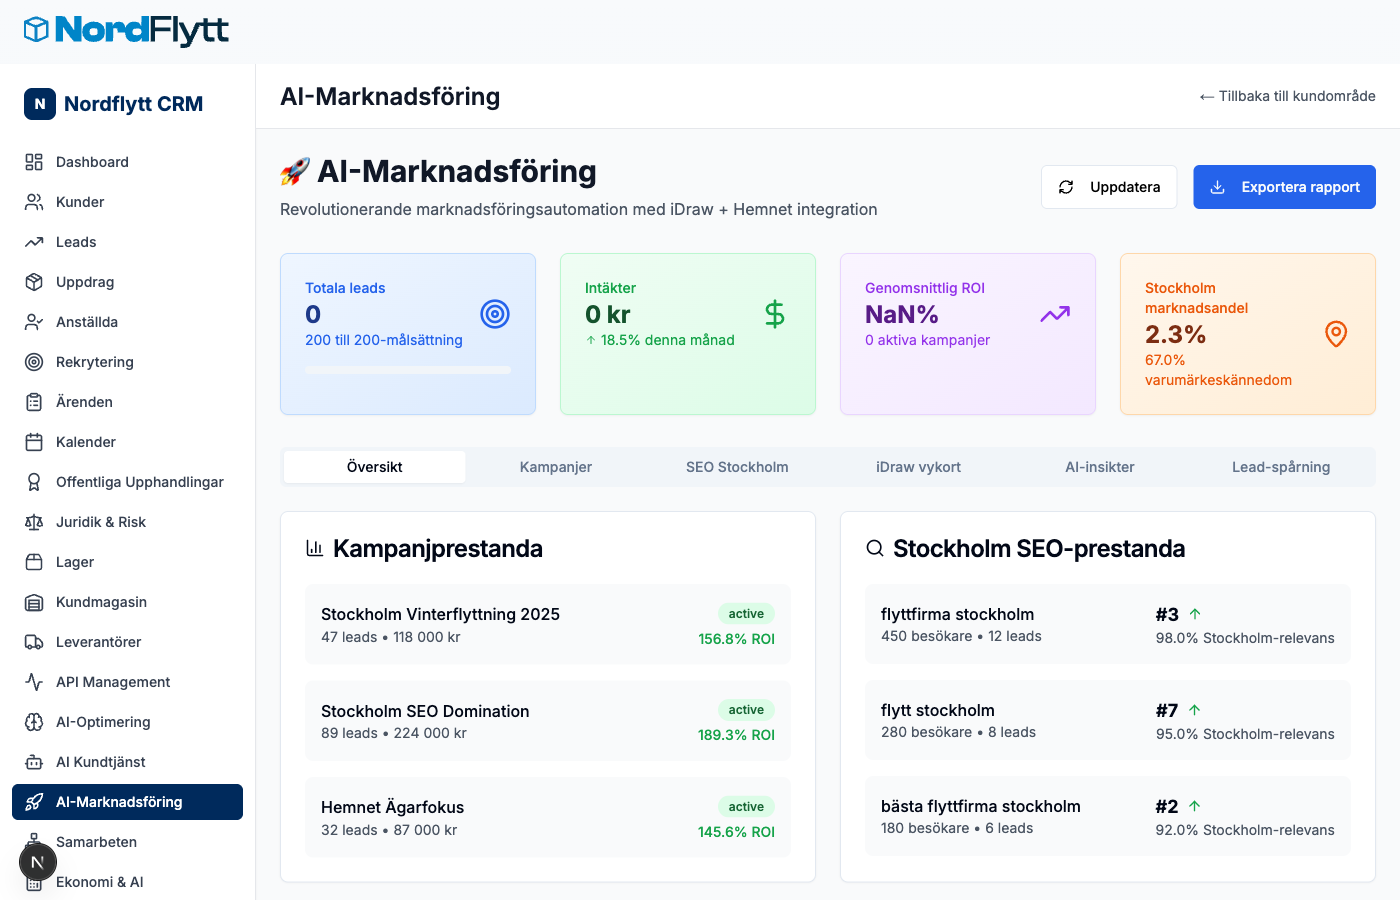 NordFlytt
N Nordflytt CRM
Dashboard
Kunder
Leads
Uppdrag
Anställda
Rekrytering
Ärenden
Kalender
Offentliga Upphandlingar
Juridik & Risk
Lager
Kundmagasin
Leverantörer
API Management
AI-Optimering
AI Kundtjänst
AI-Marknadsföring
Samarbeten
N
Ekonomi & AI
AI-Marknadsföring
← Tillbaka till kundområde
🚀 AI-Marknadsföring
Revolutionerande marknadsföringsautomation med iDraw + Hemnet integration
Uppdatera
Exportera rapport
Totala leads
0
200 till 200-målsättning
Intäkter
0 kr
↑ 18.5% denna månad
Genomsnittlig ROI
NaN%
0 aktiva kampanjer
Stockholm
marknadsandel
2.3%
67.0%
varumärkeskännedom
Översikt
Kampanjer
SEO Stockholm
iDraw vykort
AI-insikter
Lead-spårning
Kampanjprestanda
Stockholm Vinterflyttning 2025
active
47 leads • 118 000 kr
156.8% ROI
Stockholm SEO Domination
active
89 leads • 224 000 kr
189.3% ROI
Hemnet Ägarfokus
active
32 leads • 87 000 kr
145.6% ROI
Stockholm SEO-prestanda
flyttfirma stockholm
#3 ↑
450 besökare • 12 leads
98.0% Stockholm-relevans
flytt stockholm
#7 ↑
280 besökare • 8 leads
95.0% Stockholm-relevans
bästa flyttfirma stockholm
#2 ↑
180 besökare • 6 leads
92.0% Stockholm-relevans